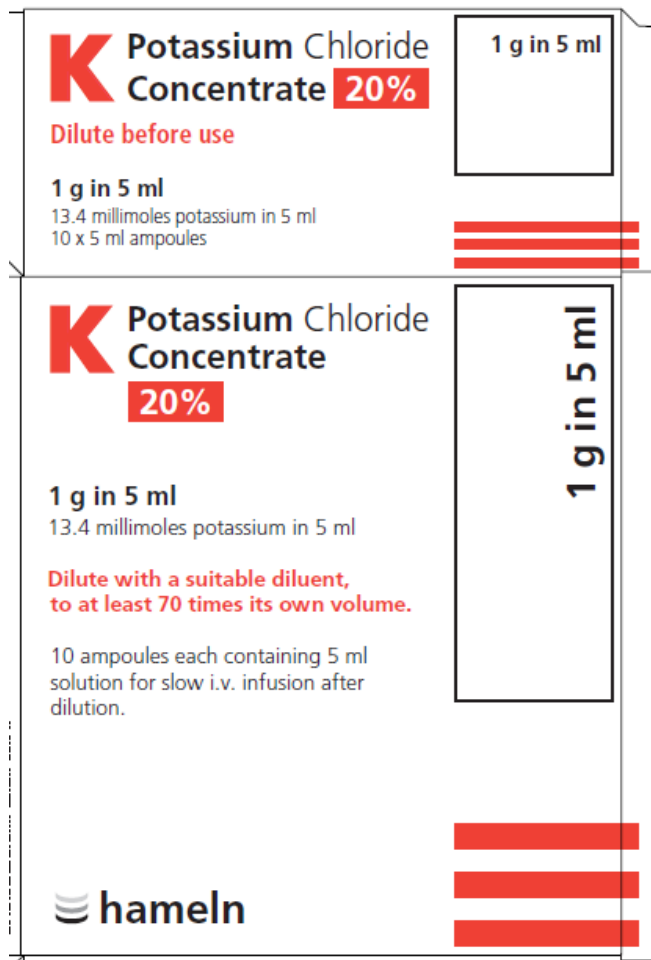 K Potassium Chloride
Concentrate 20%
Dilute before use
1 g in 5 ml
13.4 millimoles potassium in 5 ml
10 x 5 ml ampoules
1 g in 5 ml
K Potassium Chloride
Concentrate
20%
1 g in 5 ml
13.4 millimoles potassium in 5 ml
Dilute with a suitable diluent,
to at least 70 times its own volume.
10 ampoules each containing 5 ml
solution for slow i.v. infusion after
dilution.
1 g in 5 ml
hameln